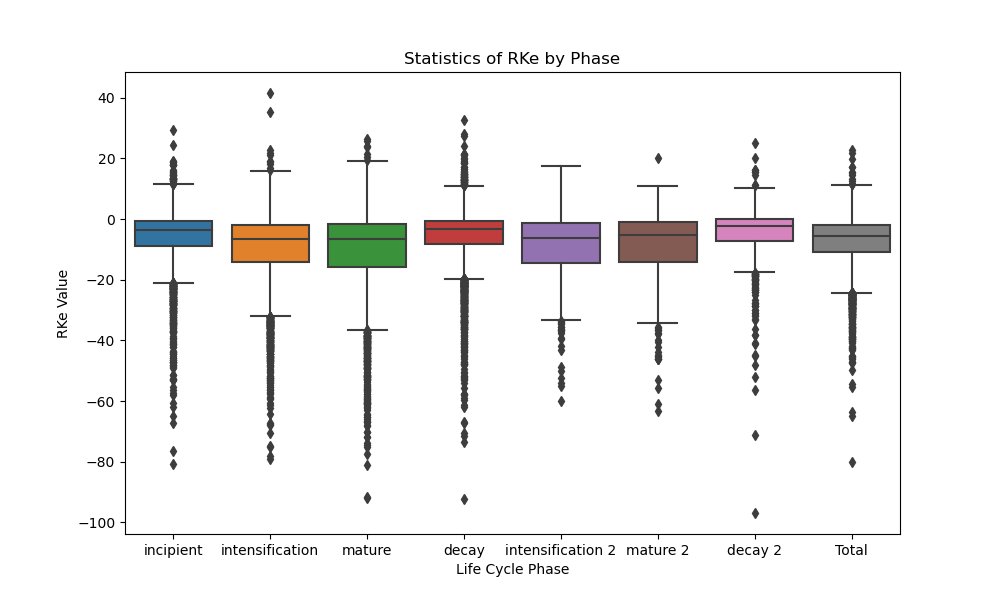 Statistics of RKe by Phase
RKe Value
40
20
0
−20
−40
−60
−80
−100
incipient intensification mature decay intensification 2 mature 2 decay 2 Total
Life Cycle Phase